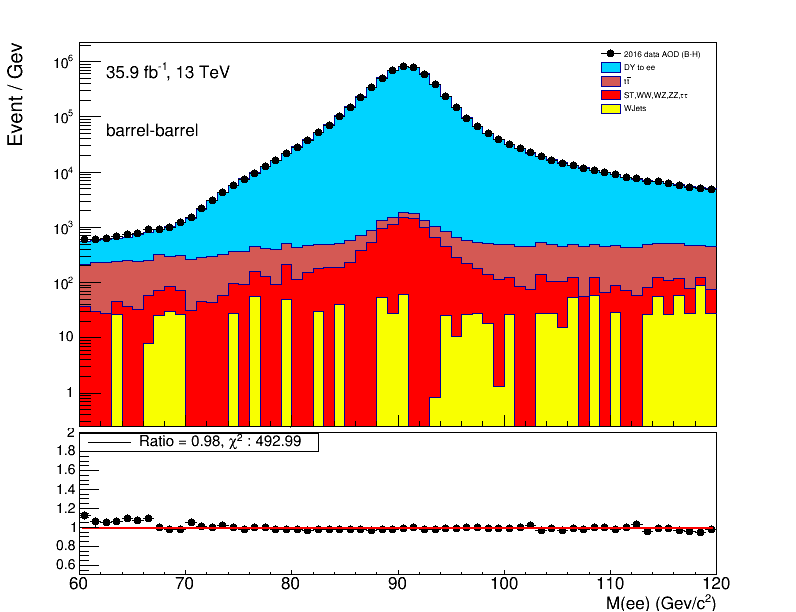 Event / Gev
10⁶
10⁵
10⁴
10³
10²
10
1
35.9 fb⁻¹, 13 TeV
barrel-barrel
2016 data AOD (B-H)
DY to ee
tt̅
ST,WW,WZ,ZZ,ττ
WJets
Ratio = 0.98, χ² : 492.99
2
1.8
1.6
1.4
1.2
1
0.8
0.6
60 70 80 90 100 110 120
M(ee) (Gev/c²)